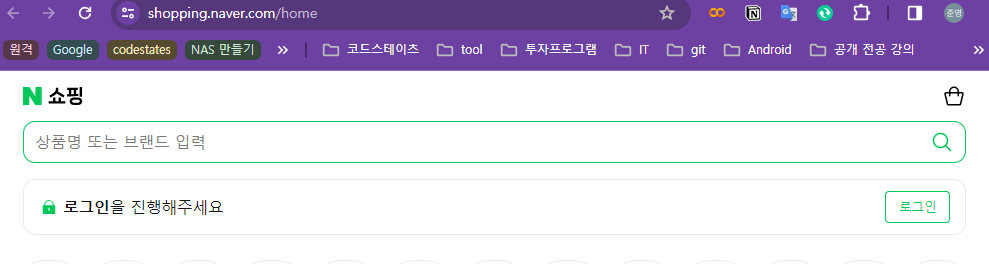 shopping.naver.com/home
준영
원격 Google codestates NAS 만들기 » 코드스테이츠 tool 투자프로그램 IT git Android 공개 전공 강의 »
N 쇼핑
상품명 또는 브랜드 입력
로그인을 진행해주세요 로그인